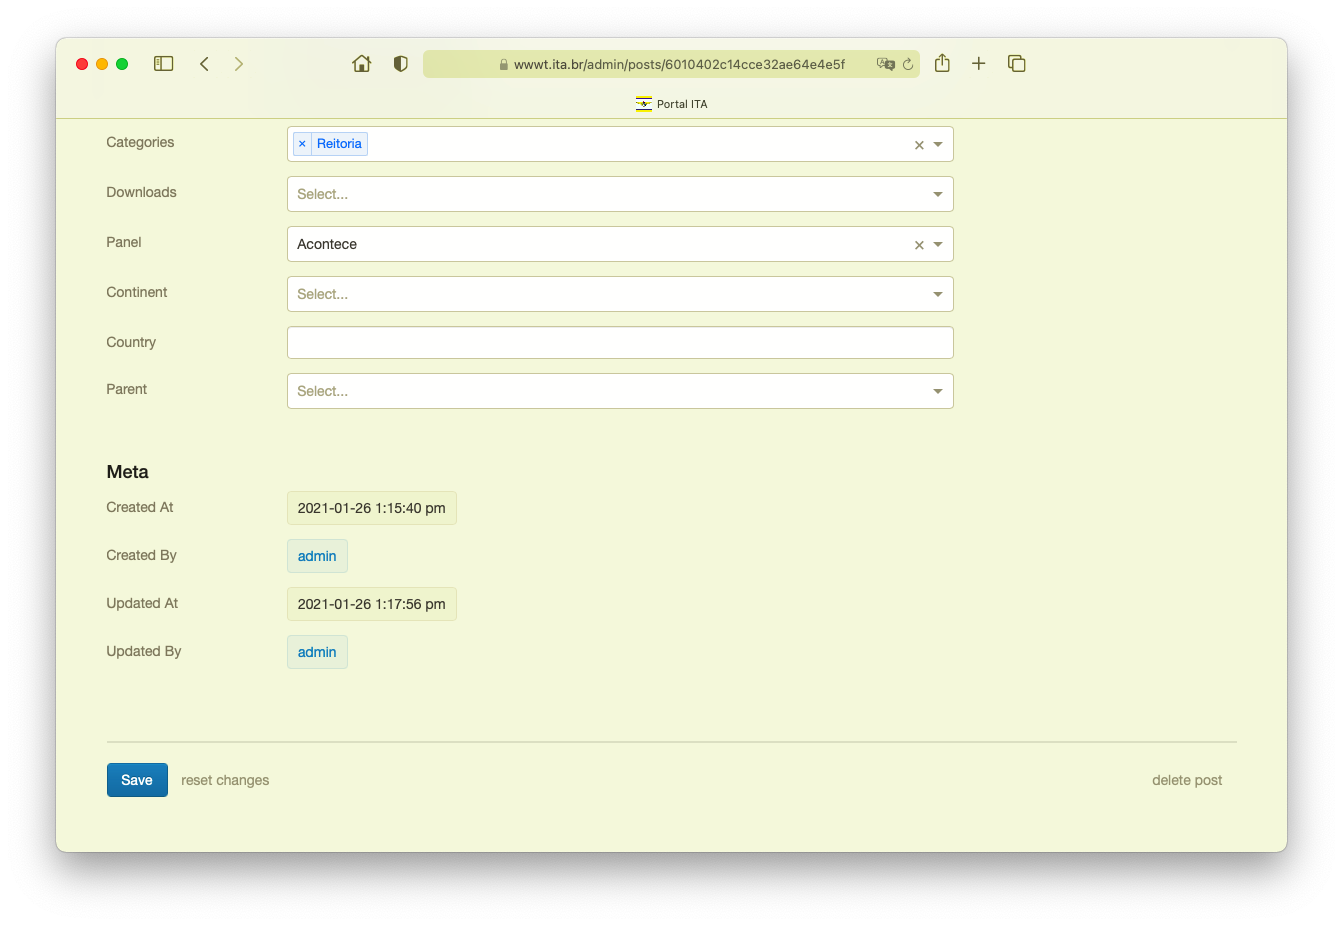 wwwt.ita.br/admin/posts/6010402c14cce32ae64e4e5f
Portal ITA
Categories
× Reitoria
Downloads
Select...
Panel
Acontece
Continent
Select...
Country
Parent
Select...
Meta
Created At
2021-01-26 1:15:40 pm
Created By
admin
Updated At
2021-01-26 1:17:56 pm
Updated By
admin
Save
reset changes
delete post